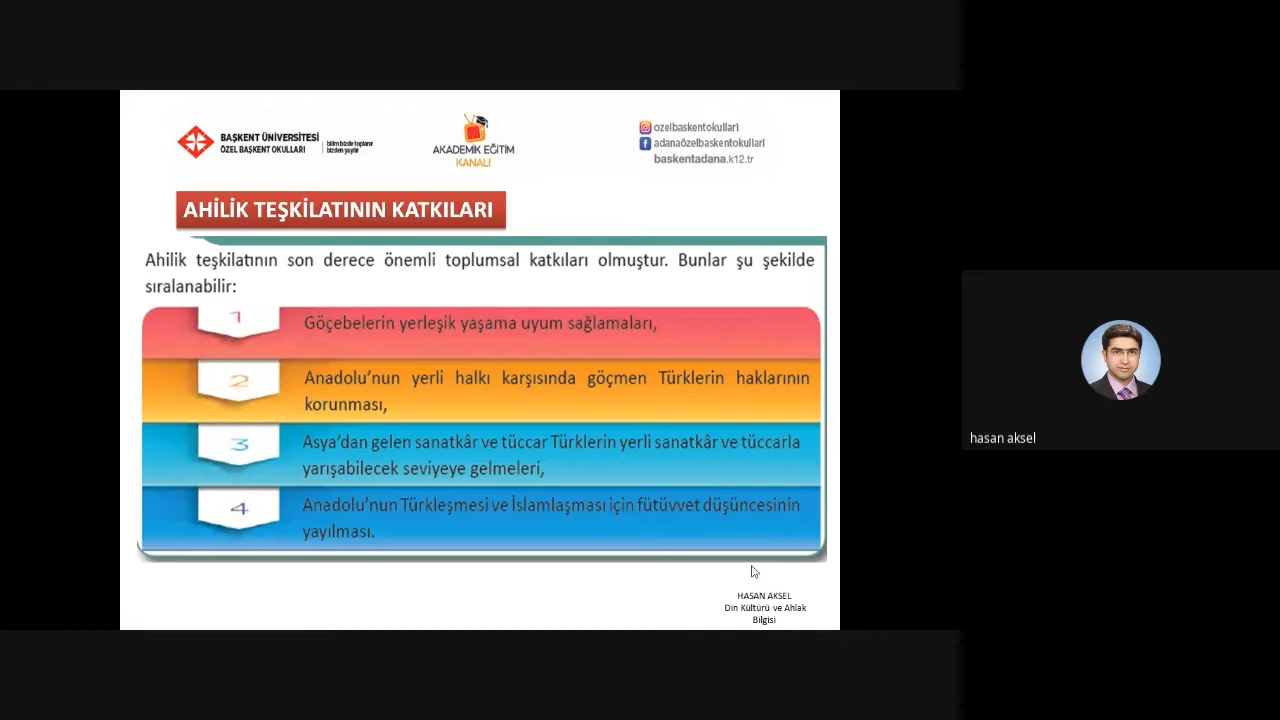 BAŞKENT ÜNİVERSİTESİ
ÖZEL BAŞKENT OKULLARI
bilim bizde toplanır
bizden yayılır
AKADEMİK EĞİTİM
KANALI
ozelbaskentokullari
adanaözelbaskentokullari
baskentadana.k12.tr
AHİLİK TEŞKİLATININ KATKILARI
Ahilik teşkilatının son derece önemli toplumsal katkıları olmuştur. Bunlar şu şekilde
sıralanabilir:
1 Göçebelerin yerleşik yaşama uyum sağlamaları,
2 Anadolu'nun yerli halkı karşısında göçmen Türklerin haklarının
korunması,
3 Asya'dan gelen sanatkâr ve tüccar Türklerin yerli sanatkâr ve tüccarla
yarışabilecek seviyeye gelmeleri,
4 Anadolu'nun Türkleşmesi ve İslamlaşması için fütüvvet düşüncesinin
yayılması.
HASAN AKSEL
Din Kültürü ve Ahlak
Bilgisi
hasan aksel